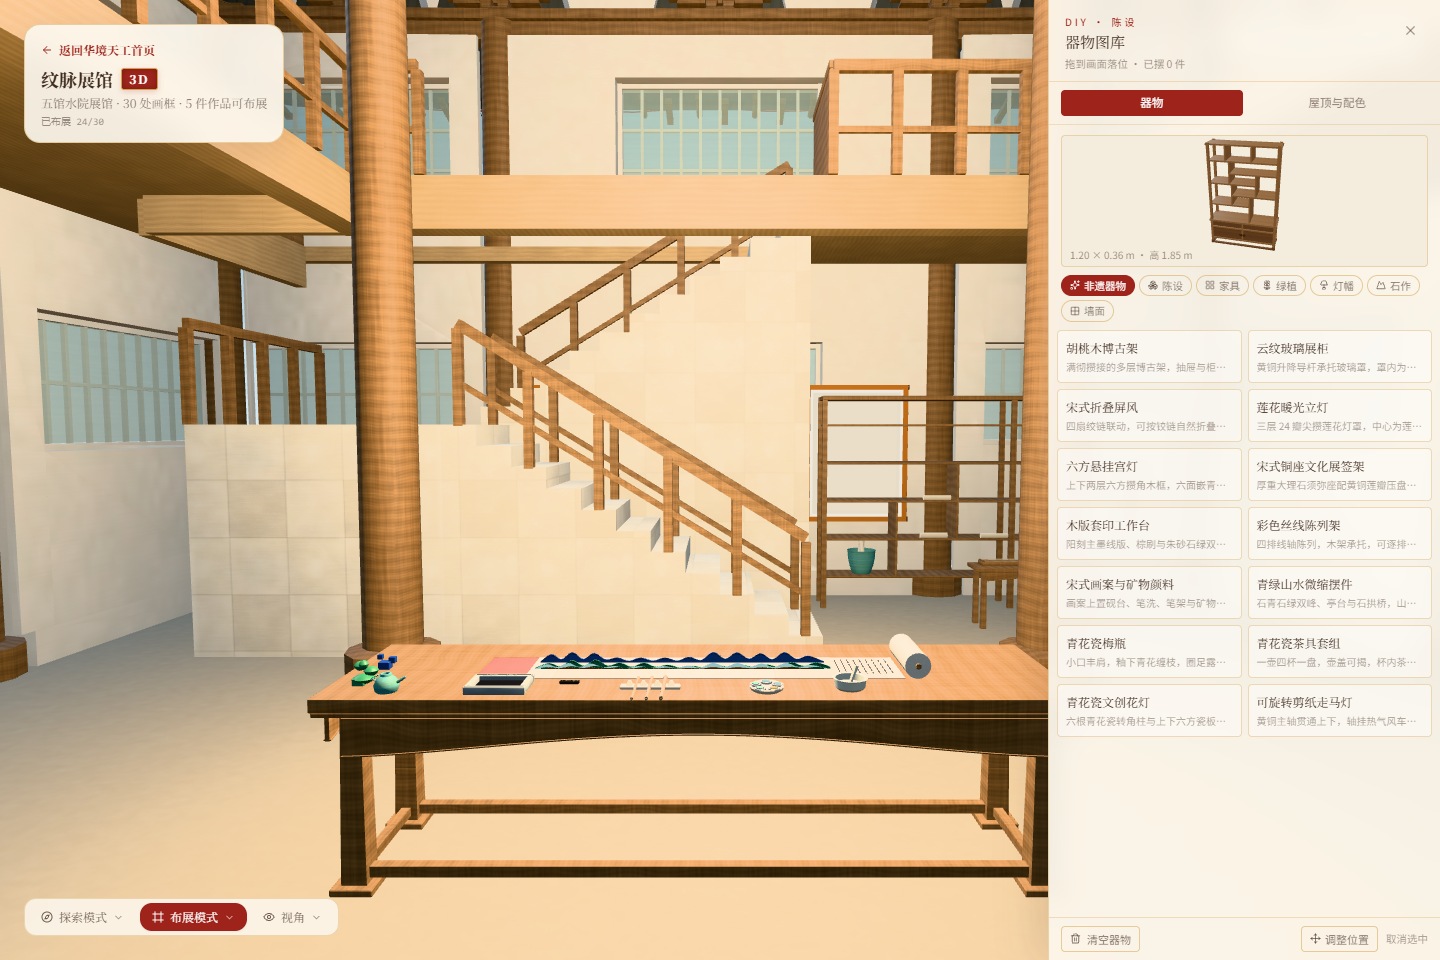 返回华境天工首页
纹脉展馆 3D
五馆水院展馆 · 30 处画框 · 5 件作品可布展
已布展 24/30
探索模式
布展模式
视角
DIY · 陈设
器物图库
拖到画面落位 · 已摆 0 件
器物
屋顶与配色
1.20 × 0.36 m · 高 1.85 m
非遗器物
陈设
家具
绿植
灯幡
石作
墙面
胡桃木博古架
满彻攒接的多层博古架，抽屉与柜…
云纹玻璃展柜
黄铜升降导杆承托玻璃罩，罩内为…
宋式折叠屏风
四扇绞链联动，可按铰链自然折叠…
莲花暖光立灯
三层 24 瓣尖攒莲花灯罩，中心为莲…
六方悬挂宫灯
上下两层六方攒角木框，六面嵌青…
宋式铜座文化展签架
厚重大理石须弥座配黄铜莲瓣压盘…
木版套印工作台
阳刻主墨线版、棕刷与朱砂石绿双…
彩色丝线陈列架
四排线轴陈列，木架承托，可逐排…
宋式画案与矿物颜料
画案上置砚台、笔洗、笔架与矿物…
青绿山水微缩摆件
石青石绿双峰、亭台与石拱桥，山…
青花瓷梅瓶
小口丰肩，釉下青花缠枝，圈足露…
青花瓷茶具套组
一壶四杯一盘，壶盖可揭，杯内茶…
青花瓷文创花灯
六根青花瓷转角柱与上下六方瓷板…
可旋转剪纸走马灯
黄铜主轴贯通上下，轴挂热气风车…
清空器物
调整位置
取消选中